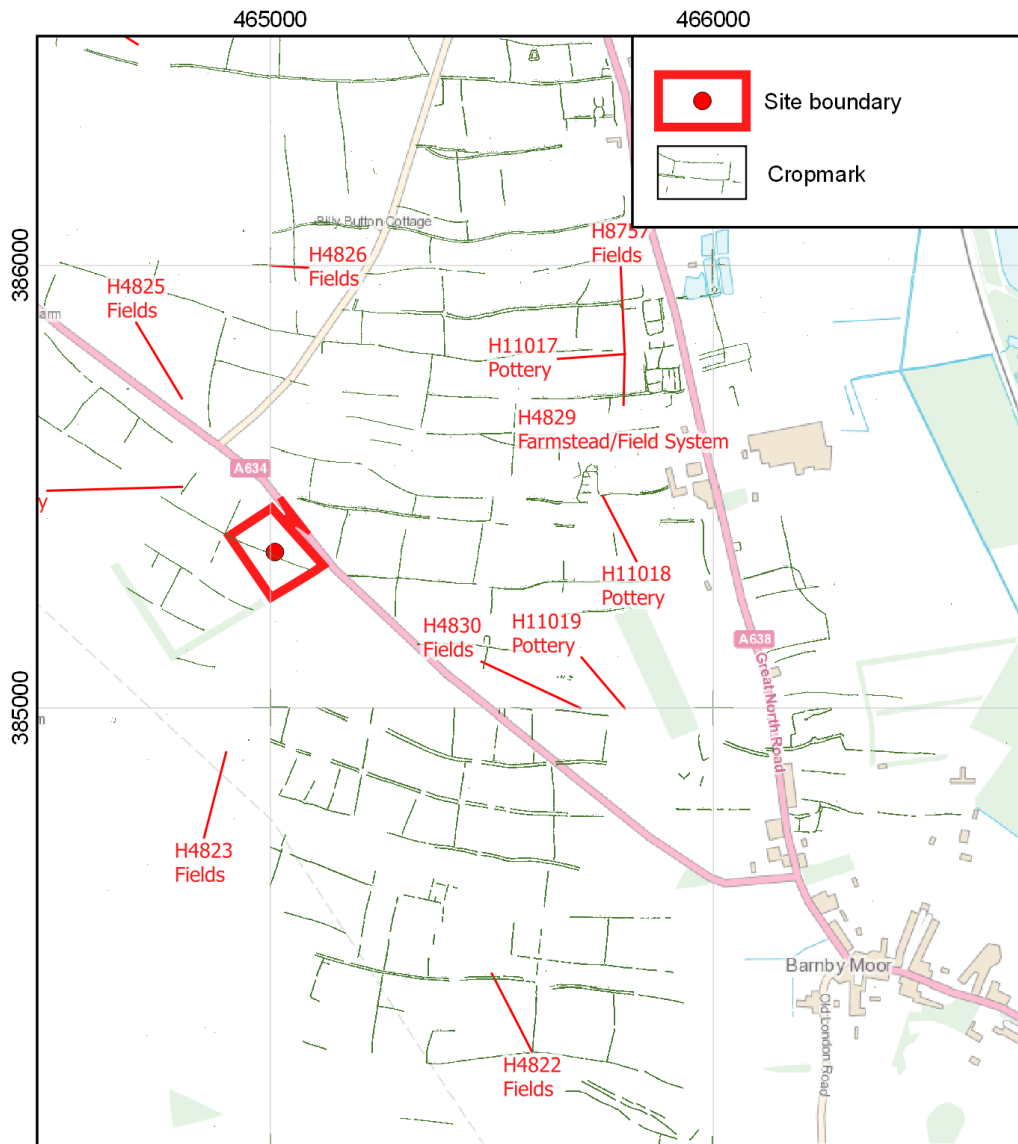 465000
466000
Site boundary
Cropmark
Billy Button Cottage
386000
H4826
Fields
H8757
Fields
H4825
Fields
arm
H11017
Pottery
H4829
Farmstead/Field System
A634
y
H11018
Pottery
H4830
Fields
H11019
Pottery
A638
Great North Road
385000
m
H4823
Fields
Barnby Moor
Old London Road
H4822
Fields